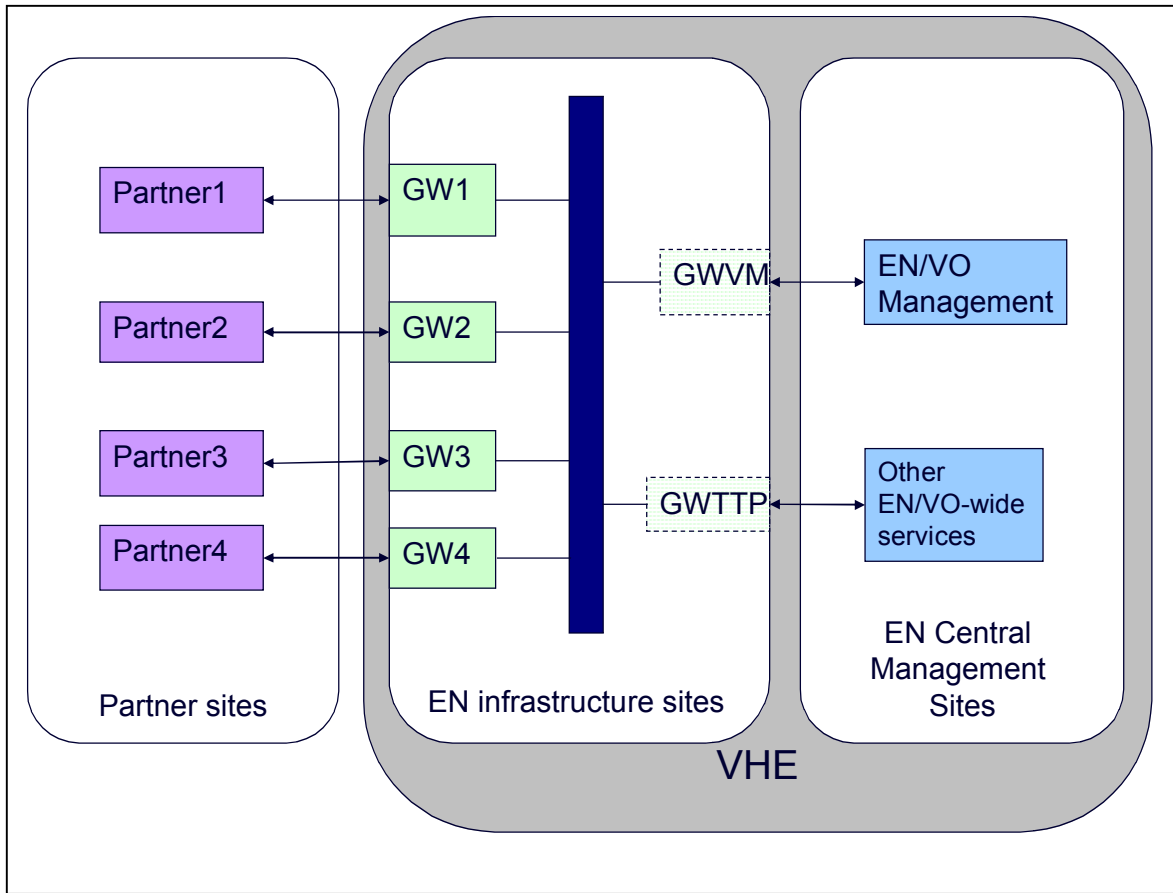 Partner1
GW1
GWVM
EN/VO
Management
Partner2
GW2
Partner3
GW3
GWTTP
Other
EN/VO-wide
services
Partner4
GW4
Partner sites
EN infrastructure sites
EN Central
Management
Sites
VHE